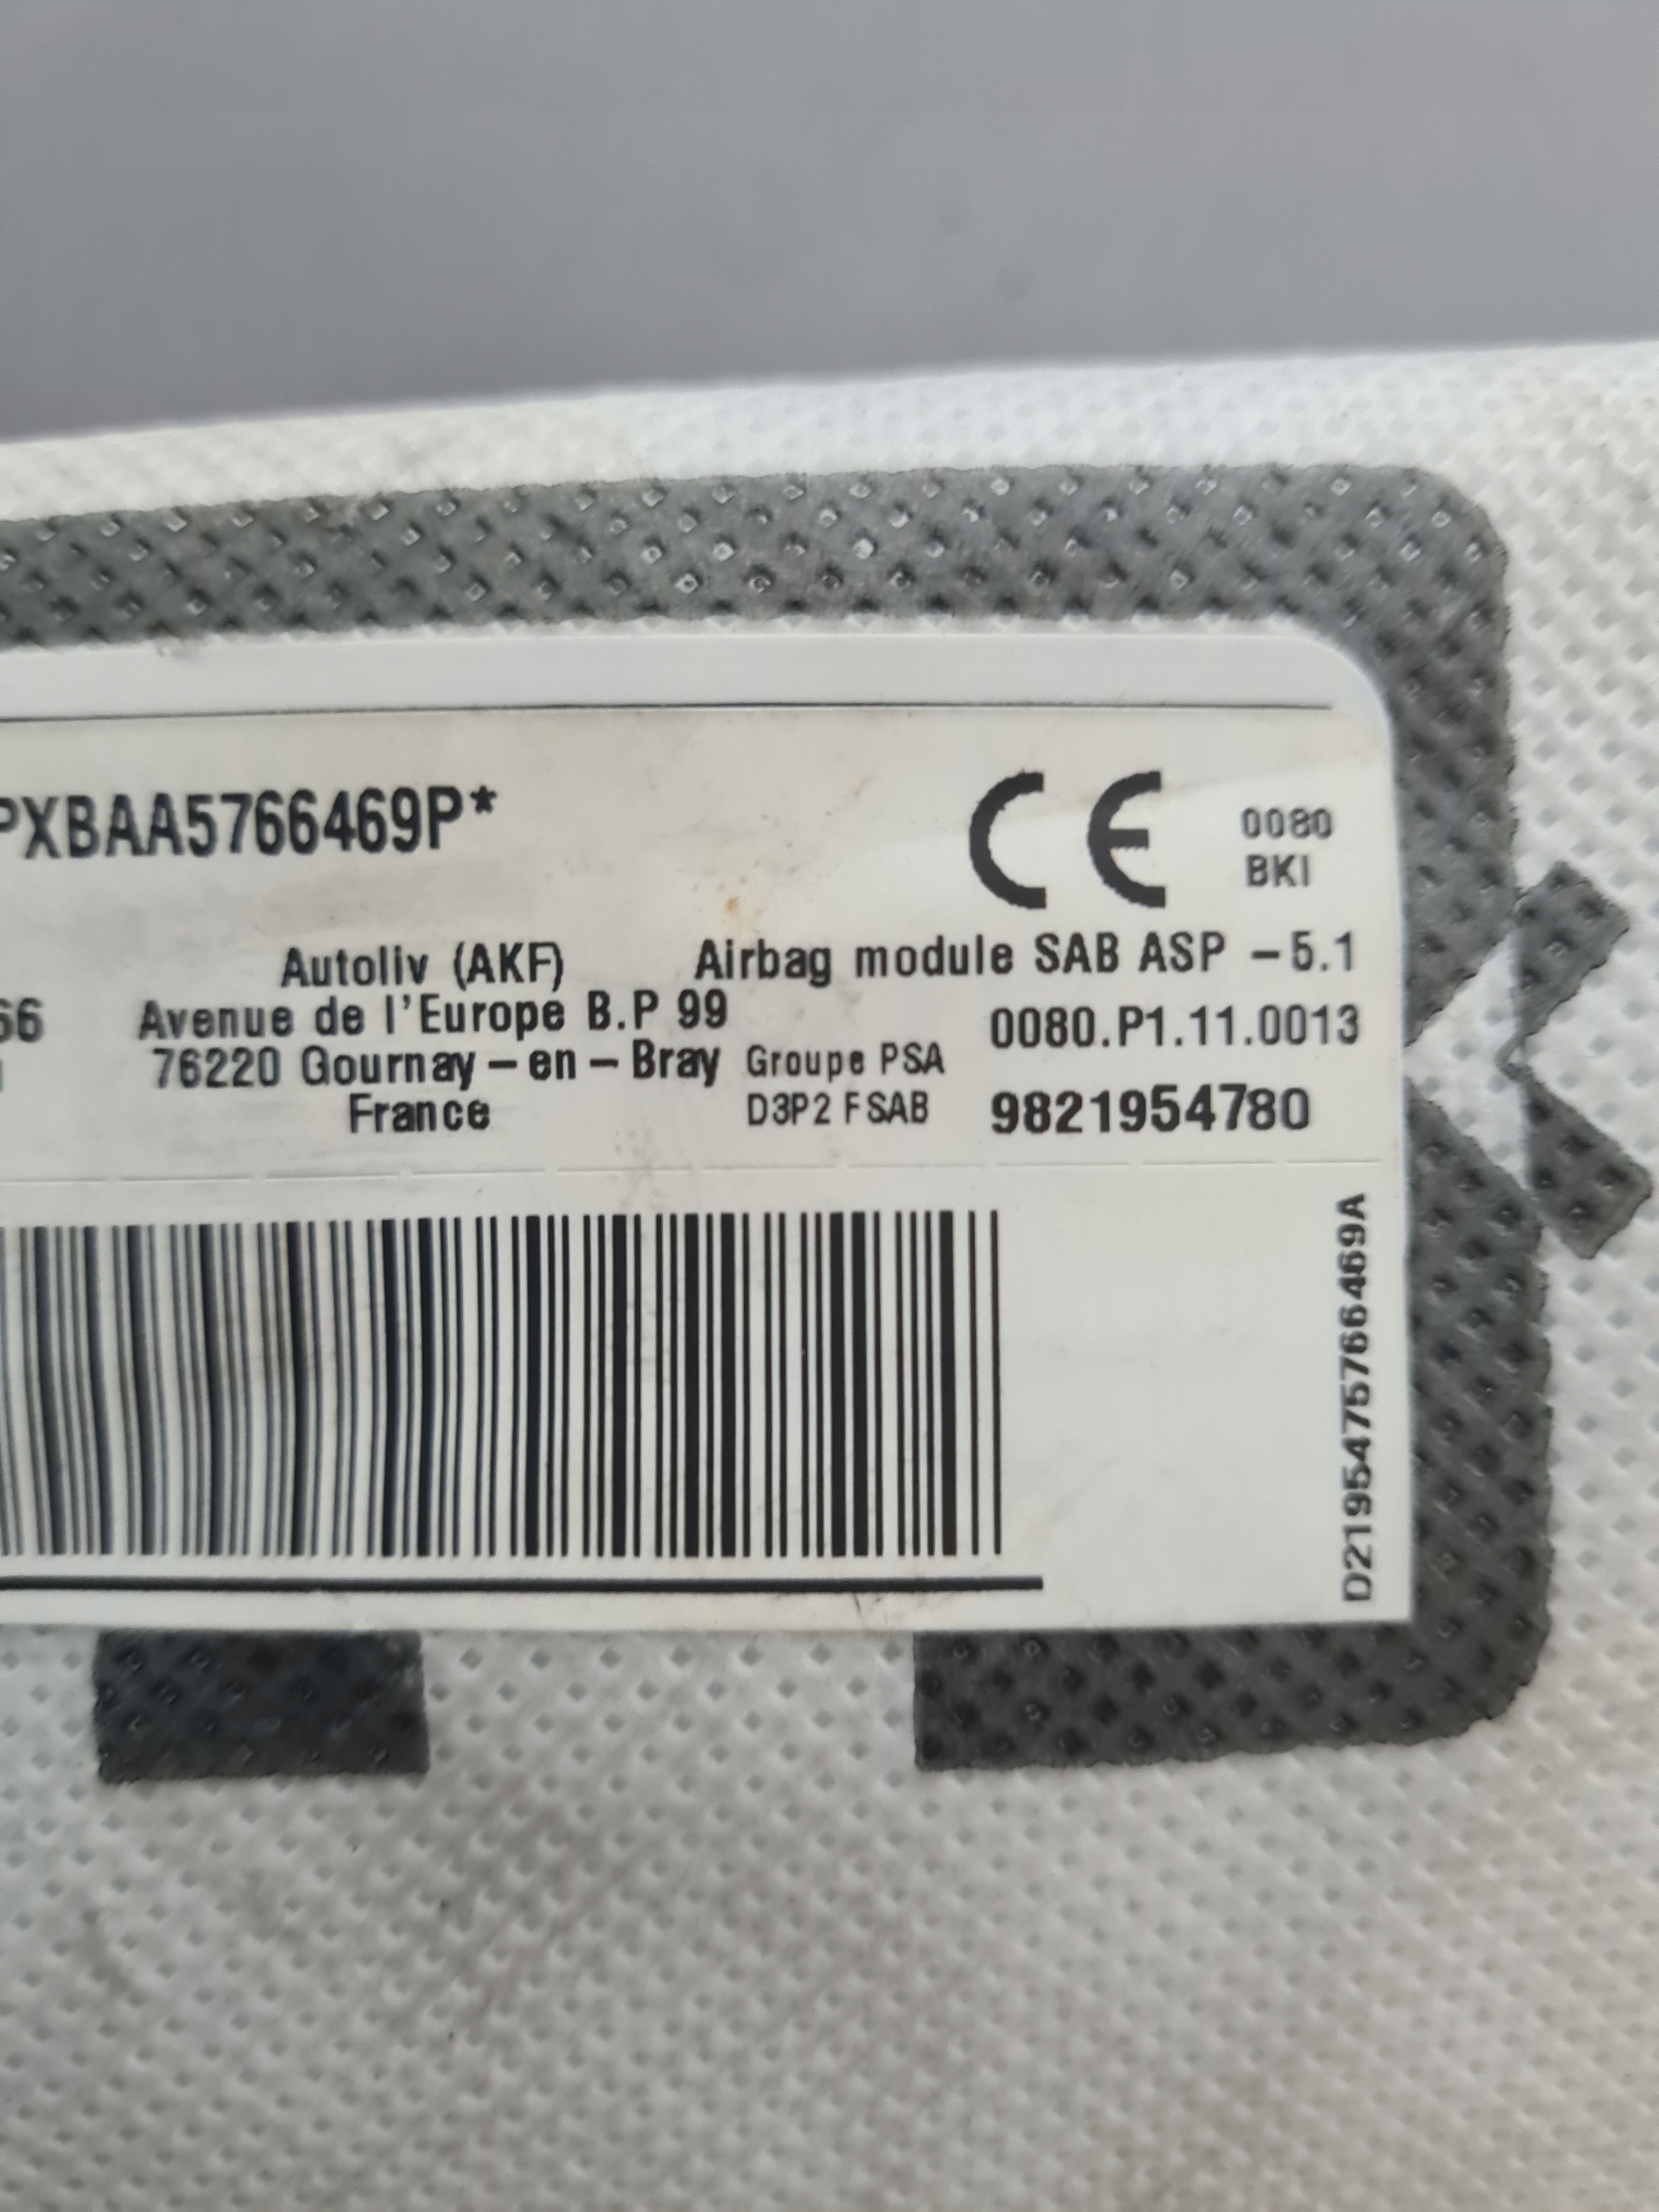 PXBAA5766469P*
CE 0080
BKI
Autoliv (AKF)
Avenue de l'Europe B.P 99
76220 Gournay-en-Bray
France
66
Airbag module SAB ASP -5.1
0080.P1.11.0013
Groupe PSA
D3P2 FSAB
9821954780
D2195475766469A